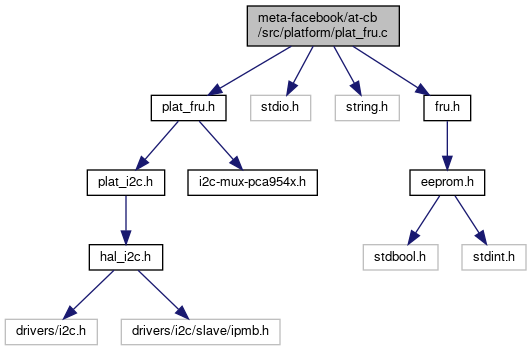 meta-facebook/at-cb
/src/platform/plat_fru.c
plat_fru.h
stdio.h
string.h
fru.h
plat_i2c.h
i2c-mux-pca954x.h
eeprom.h
hal_i2c.h
stdbool.h
stdint.h
drivers/i2c.h
drivers/i2c/slave/ipmb.h